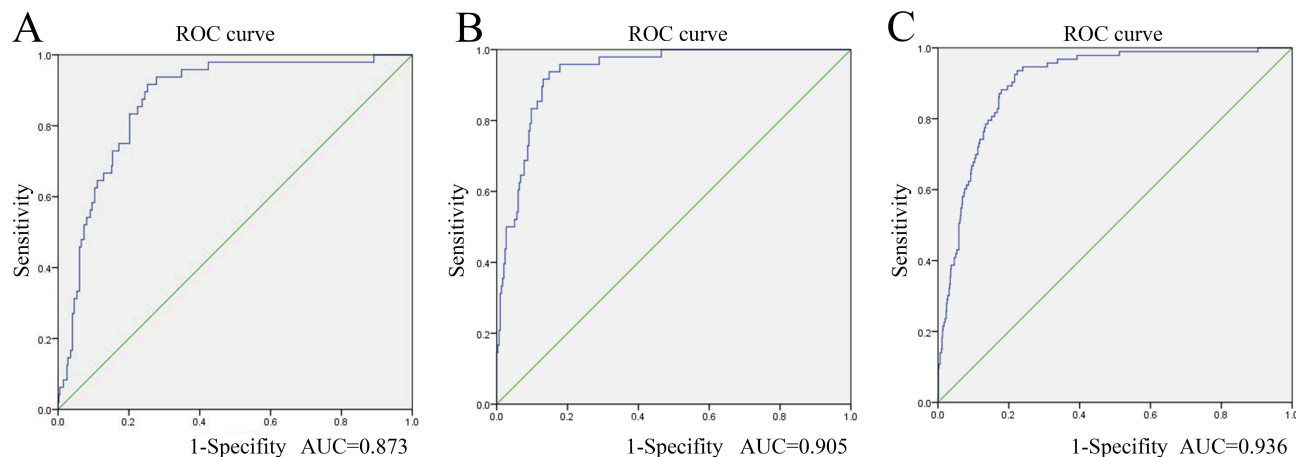 A
ROC curve
1.0
0.8
0.6
0.4
0.2
0.0
Sensitivity
0.0 0.2 0.4 0.6 0.8 1.0
1-Specifity AUC=0.873
B
ROC curve
1.0
0.8
0.6
0.4
0.2
0.0
Sensitivity
0.0 0.2 0.4 0.6 0.8 1.0
1-Specifity AUC=0.905
C
ROC curve
1.0
0.8
0.6
0.4
0.2
0.0
Sensitivity
0.0 0.2 0.4 0.6 0.8 1.0
1-Specifity AUC=0.936